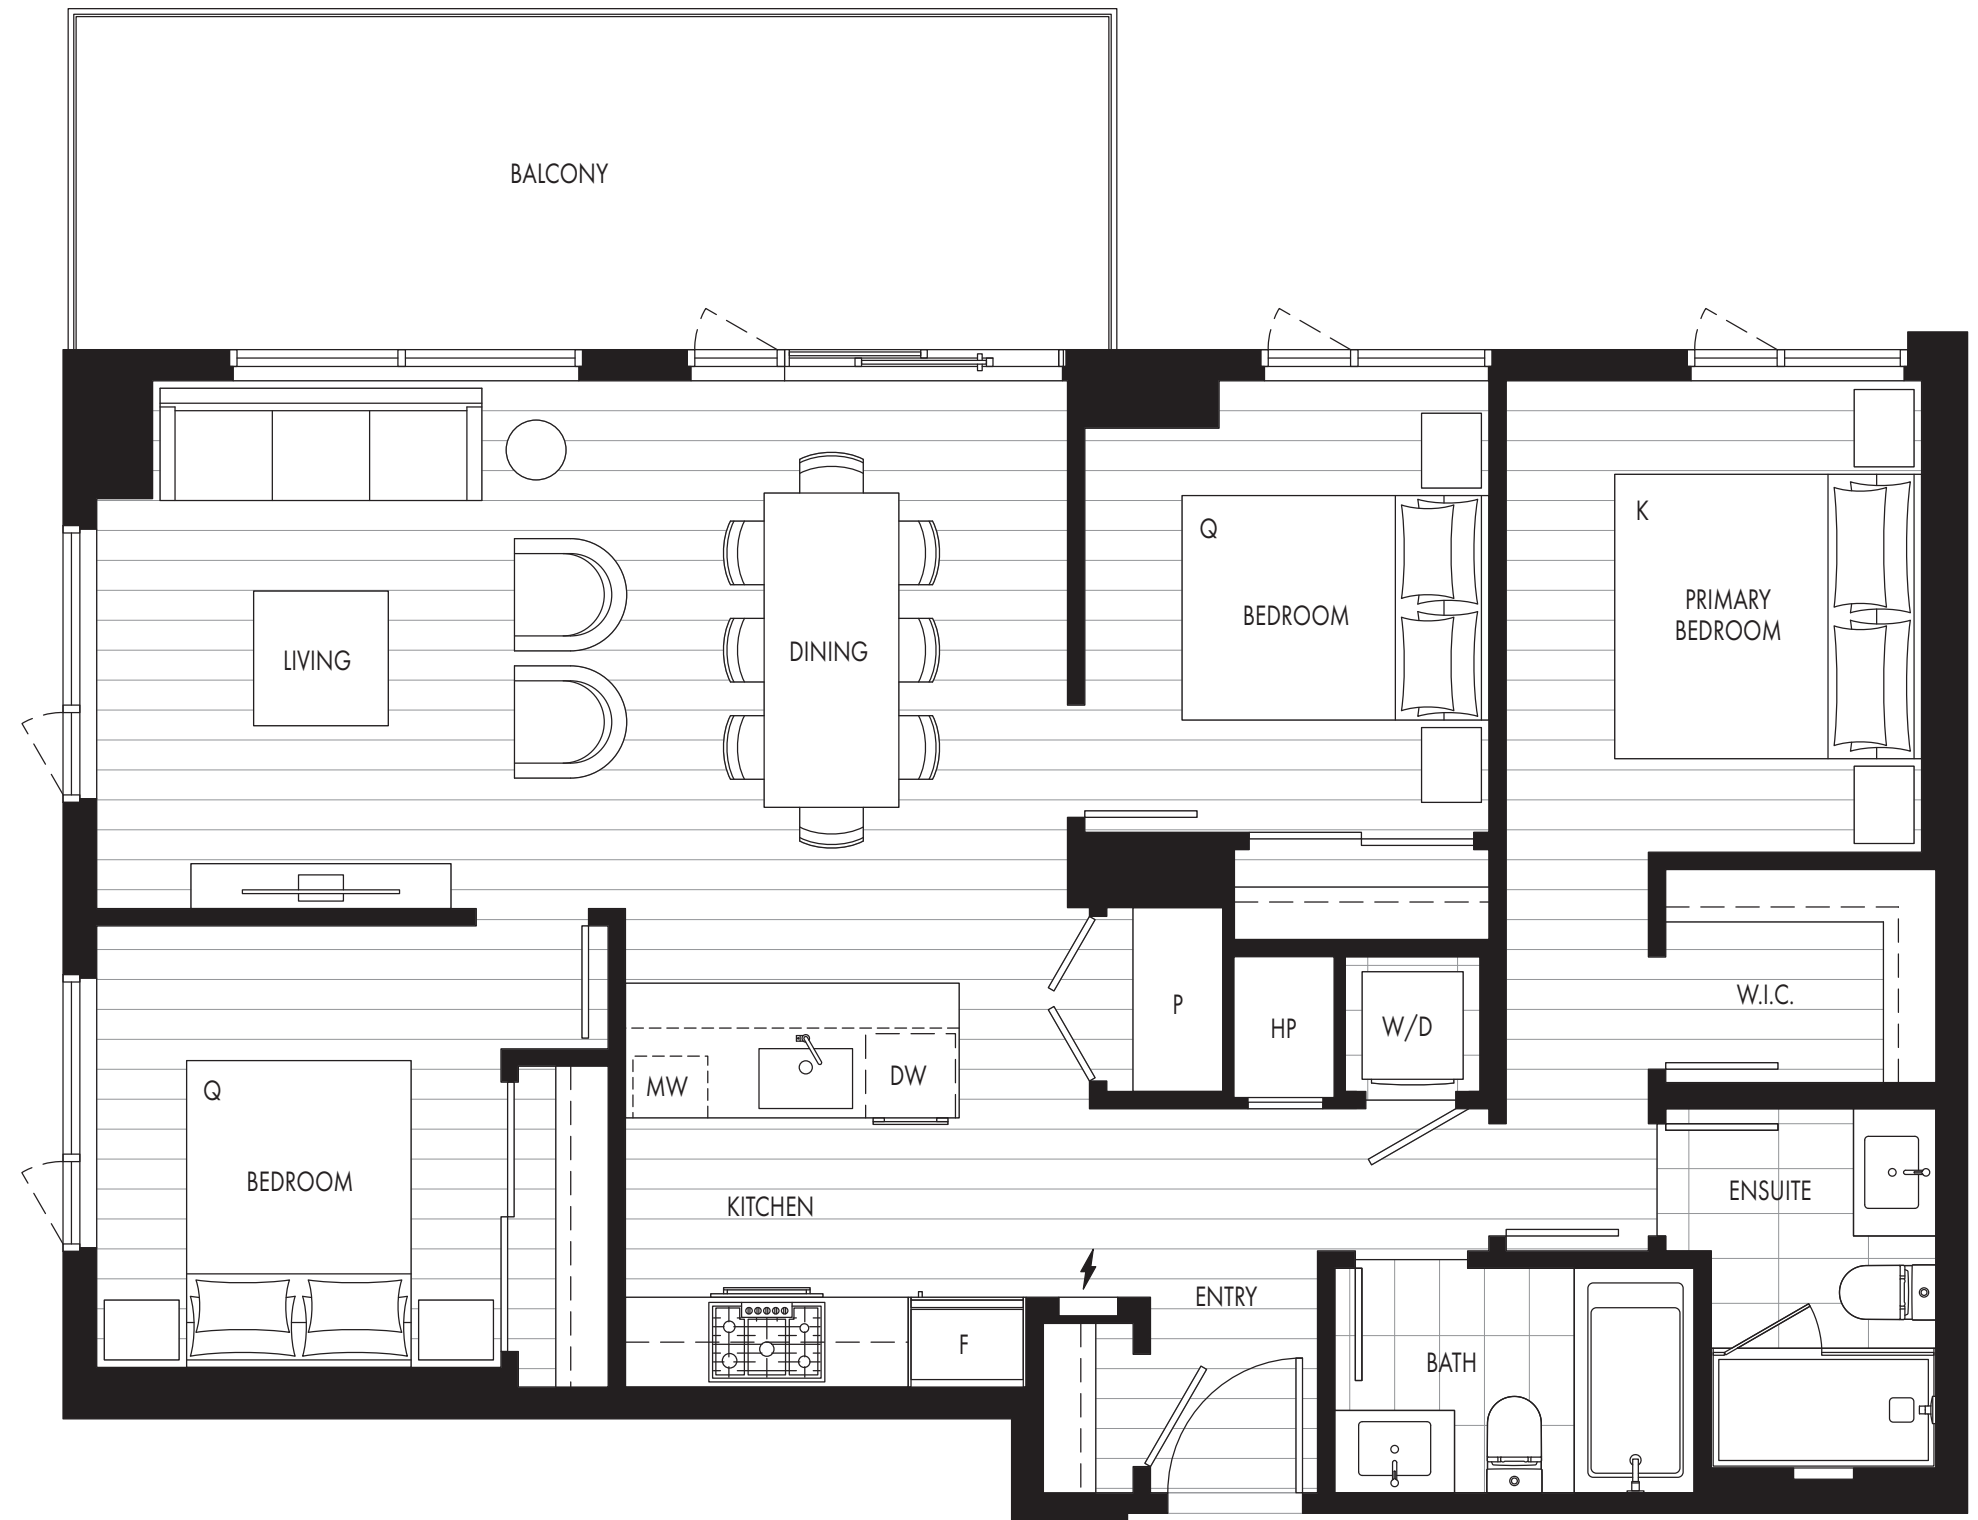 BALCONY
Q
K
BEDROOM
PRIMARY
BEDROOM
LIVING
DINING
W.I.C.
P
HP
W/D
MW
DW
Q
BEDROOM
KITCHEN
ENSUITE
ENTRY
F
BATH